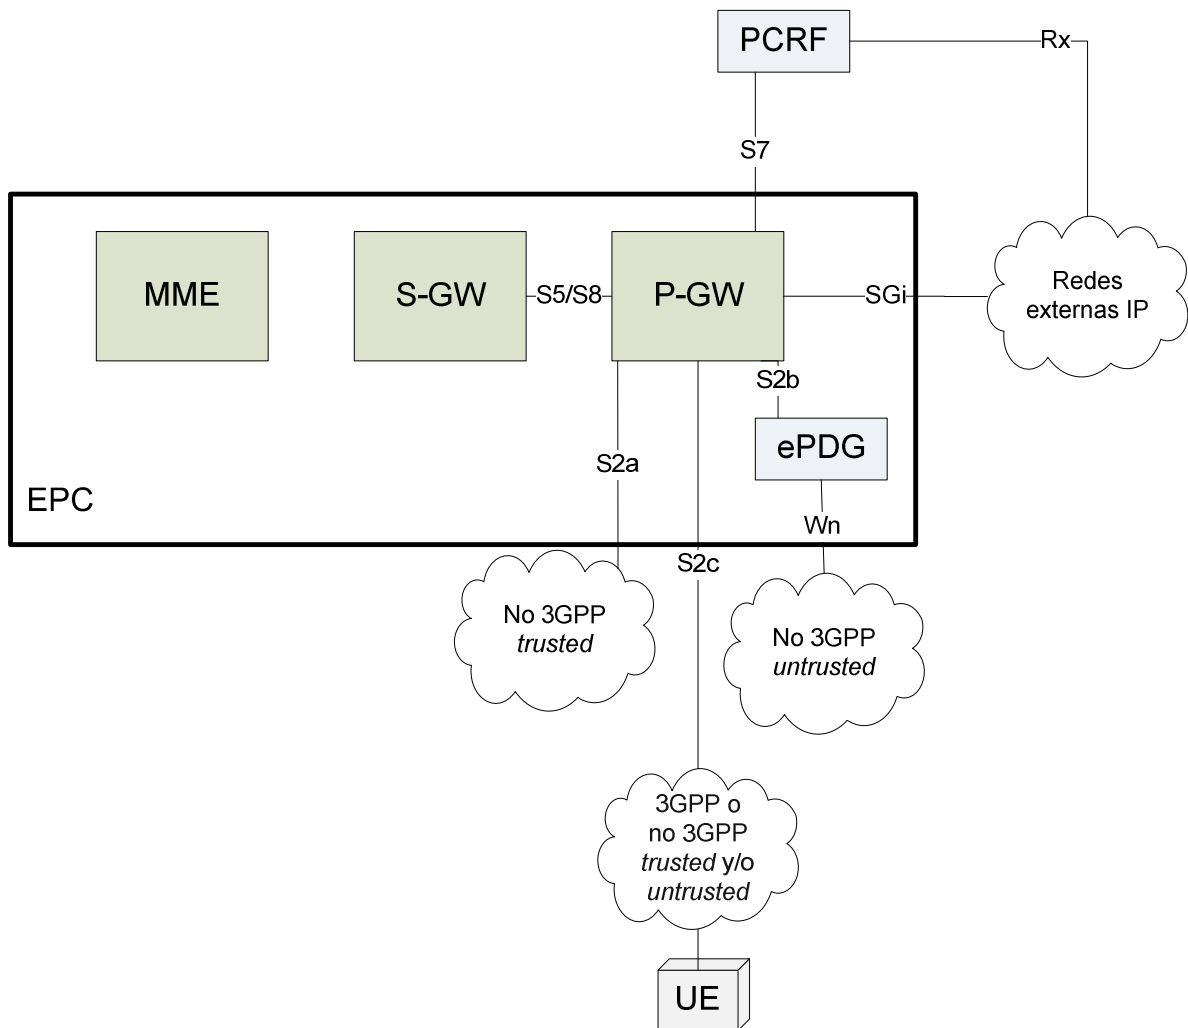 PCRF
Rx
S7
MME
S-GW
S5/S8
P-GW
SGi
Redes
externas IP
S2b
ePDG
S2a
EPC
Wn
S2c
No 3GPP
trusted
No 3GPP
untrusted
3GPP o
no 3GPP
trusted y/o
untrusted
UE